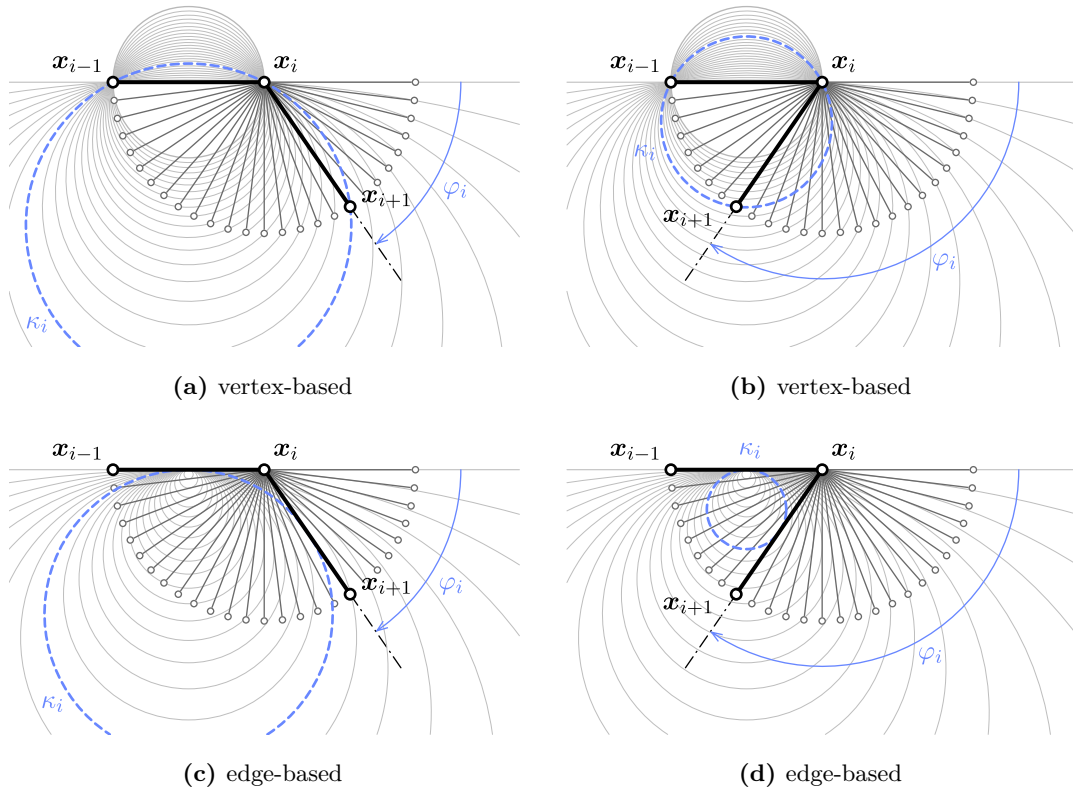 x_{i-1} x_i x_{i-1} x_i
κ_i
φ_i
x_{i+1} x_{i+1}
φ_i
κ_i
(a) vertex-based (b) vertex-based
x_{i-1} x_i x_{i-1} κ_i x_i
φ_i
x_{i+1} x_{i+1}
φ_i
κ_i
(c) edge-based (d) edge-based